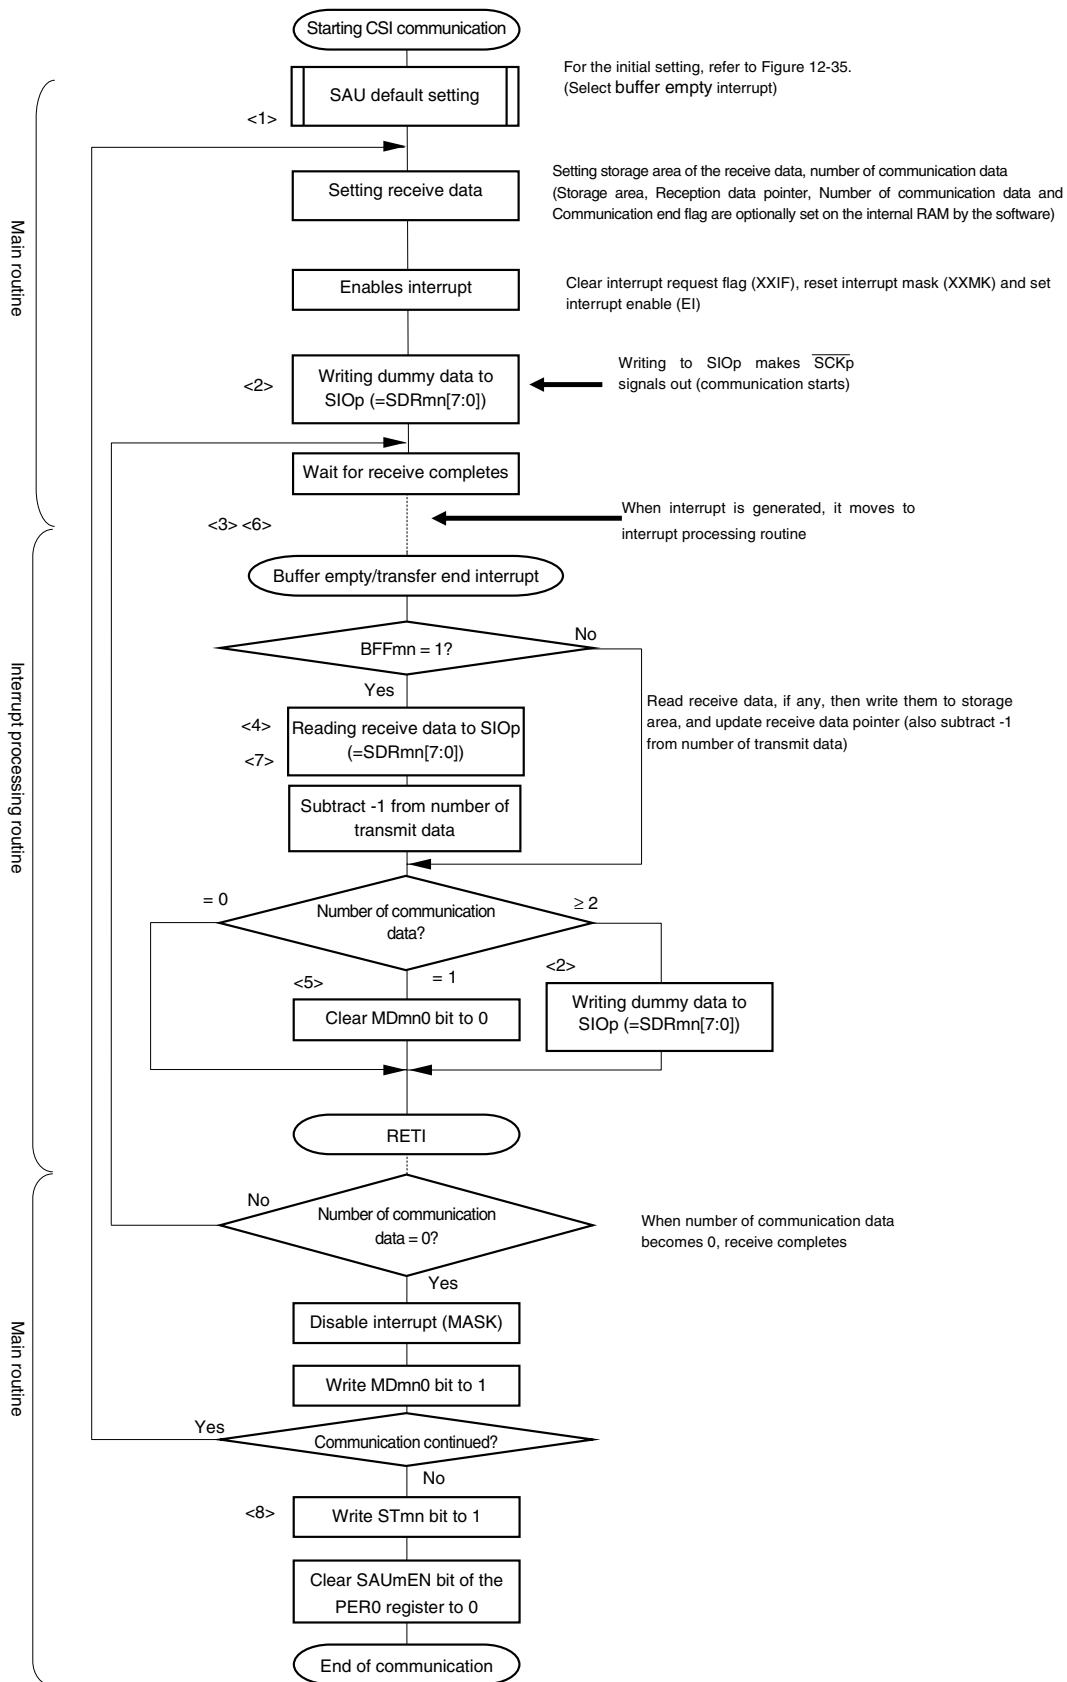 Starting CSI communication
For the initial setting, refer to Figure 12-35.
(Select buffer empty interrupt)
SAU default setting
<1>
Setting storage area of the receive data, number of communication data
(Storage area, Reception data pointer, Number of communication data and
Communication end flag are optionally set on the internal RAM by the software)
Setting receive data
Main routine
Enables interrupt
Clear interrupt request flag (XXIF), reset interrupt mask (XXMK) and set
interrupt enable (EI)
<2>
Writing dummy data to
SIOp (=SDRmn[7:0])
Writing to SIOp makes SCKp
signals out (communication starts)
Wait for receive completes
<3> <6>
When interrupt is generated, it moves to
interrupt processing routine
Buffer empty/transfer end interrupt
BFFmn = 1?
No
Yes
Interrupt processing routine
<4>
<7>
Reading receive data to SIOp
(=SDRmn[7:0])
Read receive data, if any, then write them to storage
area, and update receive data pointer (also subtract -1
from number of transmit data)
Subtract -1 from number of
transmit data
= 0
Number of communication
data?
≥ 2
= 1
<5>
Clear MDmn0 bit to 0
<2>
Writing dummy data to
SIOp (=SDRmn[7:0])
RETI
No
Number of communication
data = 0?
When number of communication data
becomes 0, receive completes
Yes
Disable interrupt (MASK)
Main routine
Write MDmn0 bit to 1
Yes
Communication continued?
No
<8>
Write STmn bit to 1
Clear SAUmEN bit of the
PER0 register to 0
End of communication